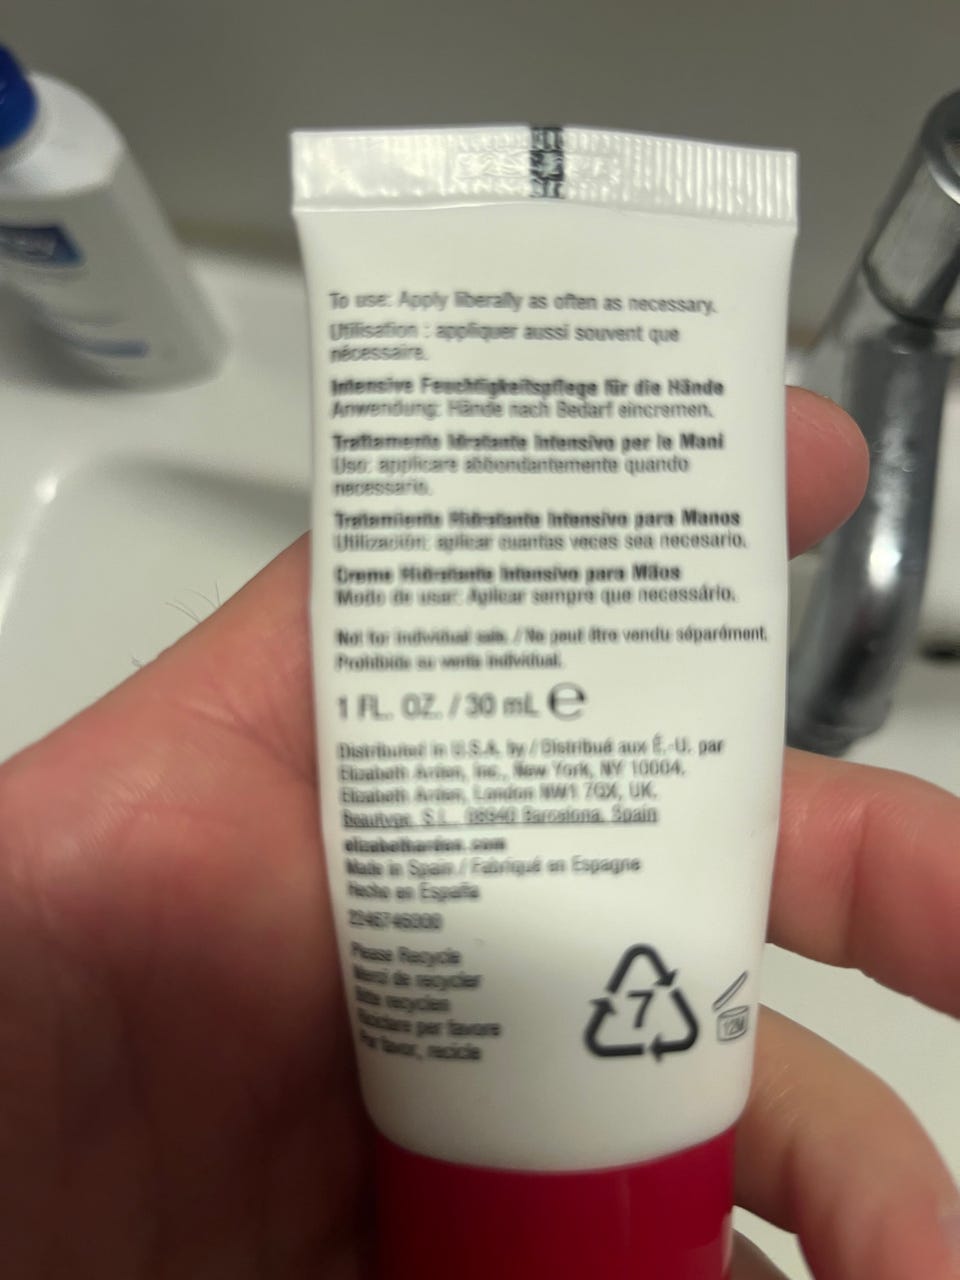 To use: Apply liberally as often as necessary.
Utilisation : appliquer aussi souvent que
nécessaire.
Intensive Feuchtigkeitspflege für die Hände
Anwendung: Hände nach Bedarf eincremen.
Trattamento Idratante Intensivo per le Mani
Uso: applicare abbondantemente quando
necessario.
Tratamiento Hidratante Intensivo para Manos
Utilización: aplicar cuantas veces sea necesario.
Creme Hidratante Intensivo para Mãos
Modo de usar: Aplicar sempre que necessário.
Not for individual sale. / Ne peut être vendu séparément.
Prohibida su venta individual.
1 FL. OZ. / 30 mL e
Distributed in U.S.A. by / Distribué aux É.-U. par
Elizabeth Arden, Inc., New York, NY 10004.
Elizabeth Arden, London NW1 7GX, UK.
Beautyge, S.L. 08940 Barcelona, Spain
elizabetharden.com
Made in Spain / Fabriqué en Espagne
Hecho en España
Please Recycle
Merci de recycler
Bitte recyceln
per favore
Por favor, recicle
7
12M